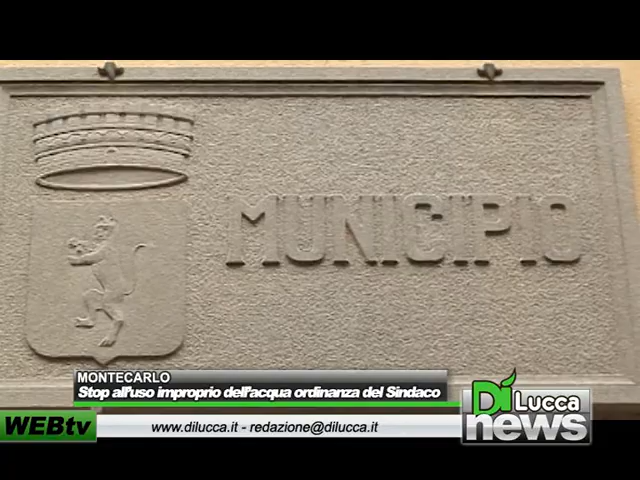 MUNICIPIO
MONTECARLO
Stop all'uso improprio dell'acqua ordinanza del Sindaco
Dì LUCCA
news
WEBtv
www.dilucca.it - redazione@dilucca.it